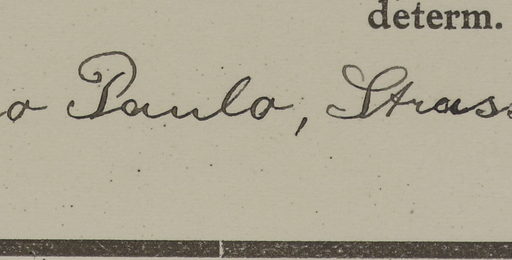 determ.
o Paulo, Strass